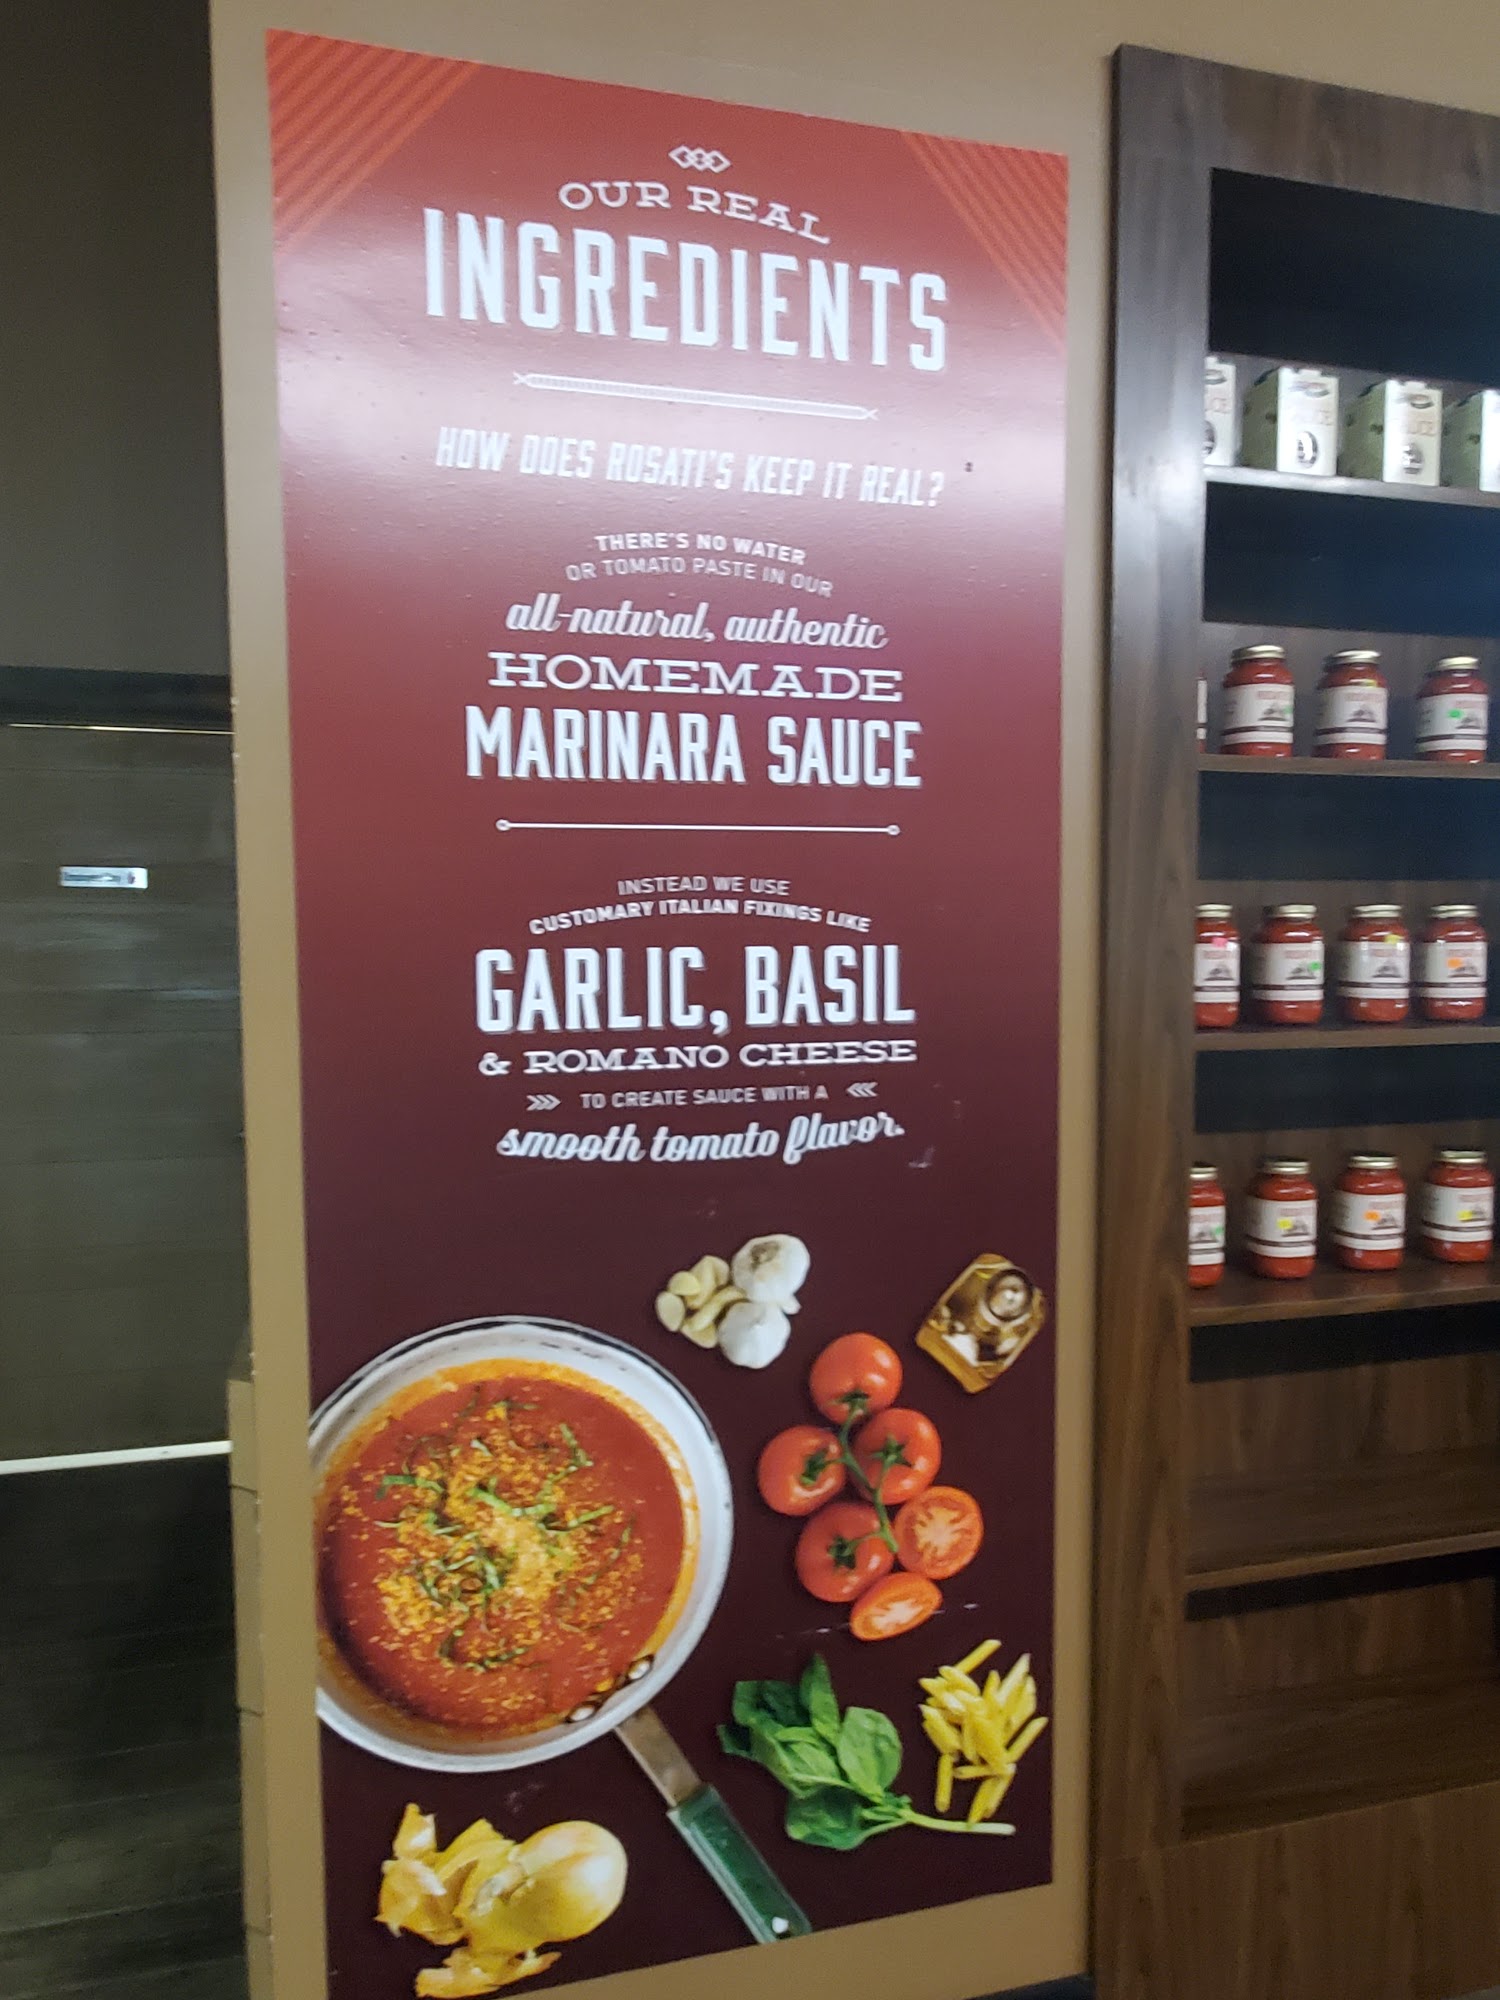 OUR REAL
INGREDIENTS
HOW DOES ROSATI'S KEEP IT REAL?
THERE'S NO WATER
OR TOMATO PASTE IN OUR
all-natural, authentic
HOMEMADE
MARINARA SAUCE
INSTEAD WE USE
CUSTOMARY ITALIAN FIXINGS LIKE
GARLIC, BASIL
& ROMANO CHEESE
TO CREATE SAUCE WITH A
smooth tomato flavor.